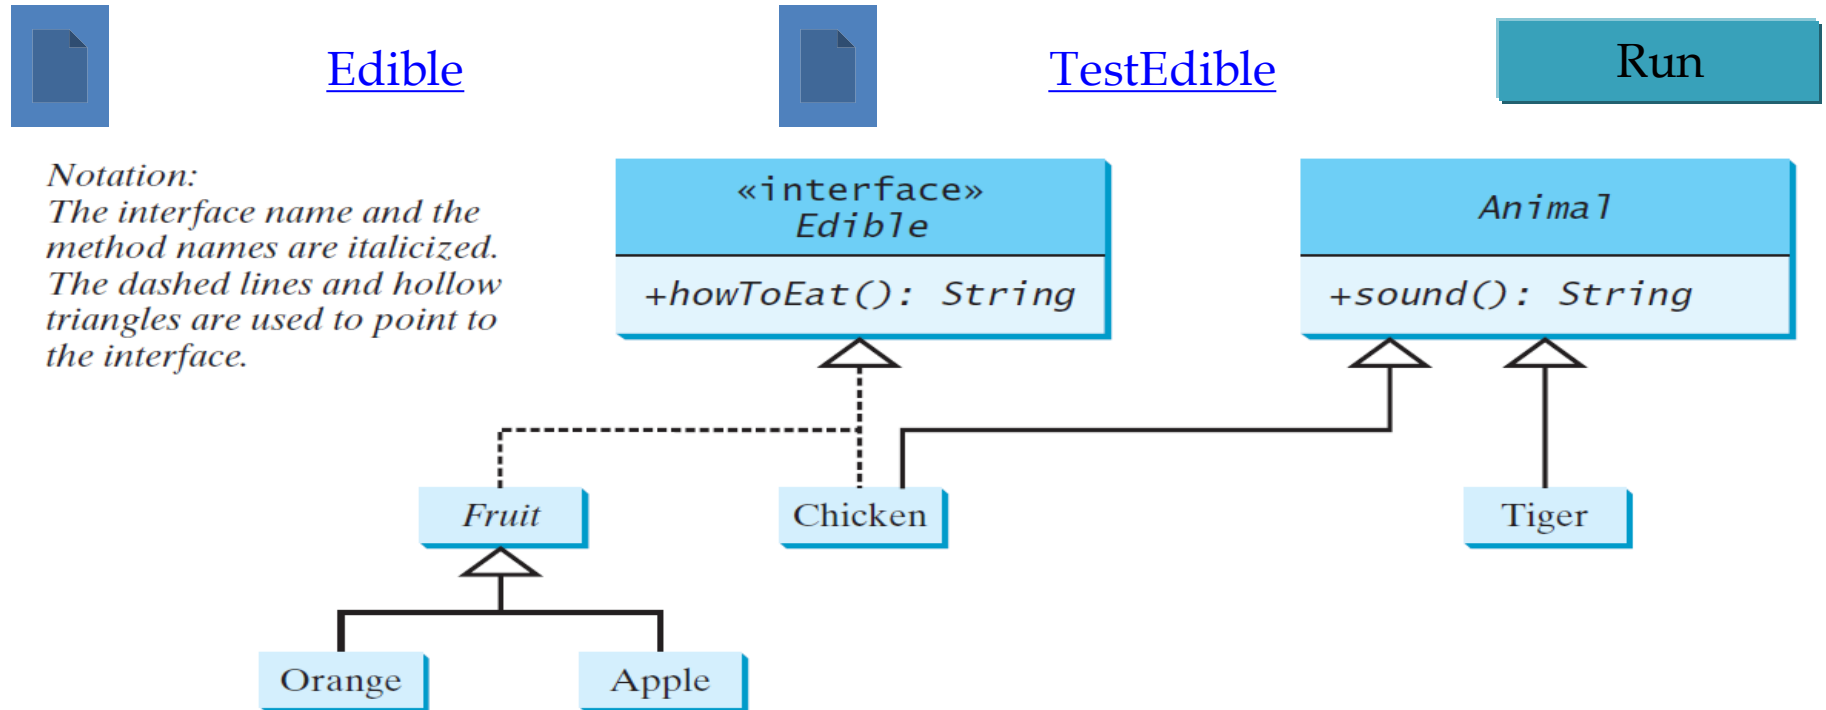 Edible
TestEdible
Run
Notation:
The interface name and the
method names are italicized.
The dashed lines and hollow
triangles are used to point to
the interface.
«interface»
Edible
+howToEat(): String
Animal
+sound(): String
Fruit
Chicken
Tiger
Orange
Apple